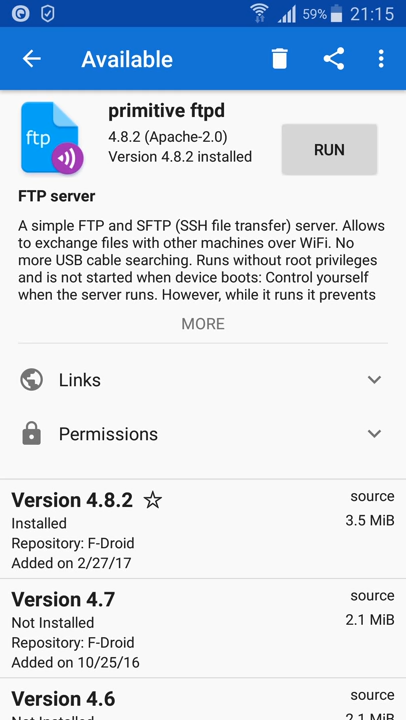 59% 21:15
Available
ftp
primitive ftpd
4.8.2 (Apache-2.0)
Version 4.8.2 installed
RUN
FTP server
A simple FTP and SFTP (SSH file transfer) server. Allows
to exchange files with other machines over WiFi. No
more USB cable searching. Runs without root privileges
and is not started when device boots: Control yourself
when the server runs. However, while it runs it prevents
MORE
Links
Permissions
Version 4.8.2 source
Installed 3.5 MiB
Repository: F-Droid
Added on 2/27/17
Version 4.7 source
Not Installed 2.1 MiB
Repository: F-Droid
Added on 10/25/16
Version 4.6 source
Not Installed 2.1 MiB